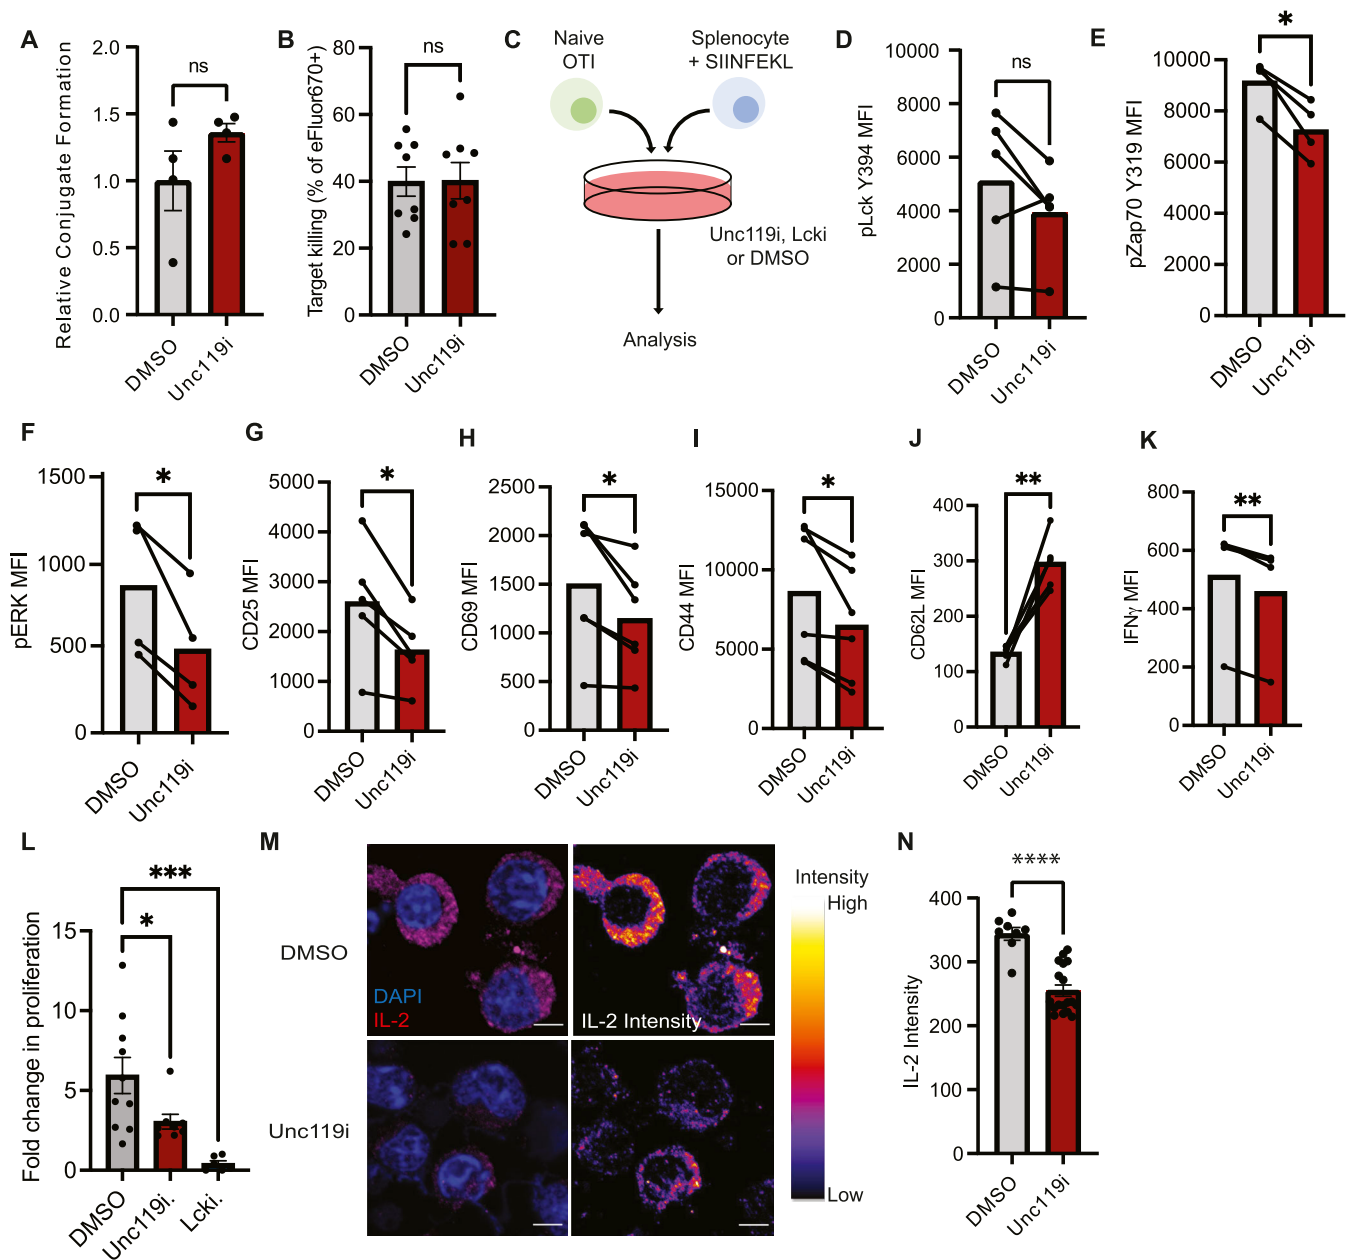 A
Relative Conjugate Formation
2.0
1.5
1.0
0.5
0.0
ns
DMSO
Unc119i
B
Target killing (% of eFluor670+)
80
60
40
20
0
ns
DMSO
Unc119i
C
Naive
OTI
Splenocyte
+ SIINFEKL
Unc119i, Lcki
or DMSO
Analysis
D
pLck Y394 MFI
10000
8000
6000
4000
2000
0
ns
DMSO
Unc119i
E
pZap70 Y319 MFI
10000
8000
6000
4000
2000
0
*
DMSO
Unc119i
F
pERK MFI
1500
1000
500
0
*
DMSO
Unc119i
G
CD25 MFI
5000
4000
3000
2000
1000
0
*
DMSO
Unc119i
H
CD69 MFI
2500
2000
1500
1000
500
0
*
DMSO
Unc119i
I
CD44 MFI
15000
10000
5000
0
*
DMSO
Unc119i
J
CD62L MFI
400
300
200
100
0
**
DMSO
Unc119i
K
IFNγ MFI
800
600
400
200
0
**
DMSO
Unc119i
L
Fold change in proliferation
15
10
5
0
***
*
DMSO
Unc119i.
Lcki.
M
DMSO
DAPI
IL-2
IL-2 Intensity
Unc119i
Intensity
High
Low
N
IL-2 Intensity
400
300
200
100
0
****
DMSO
Unc119i